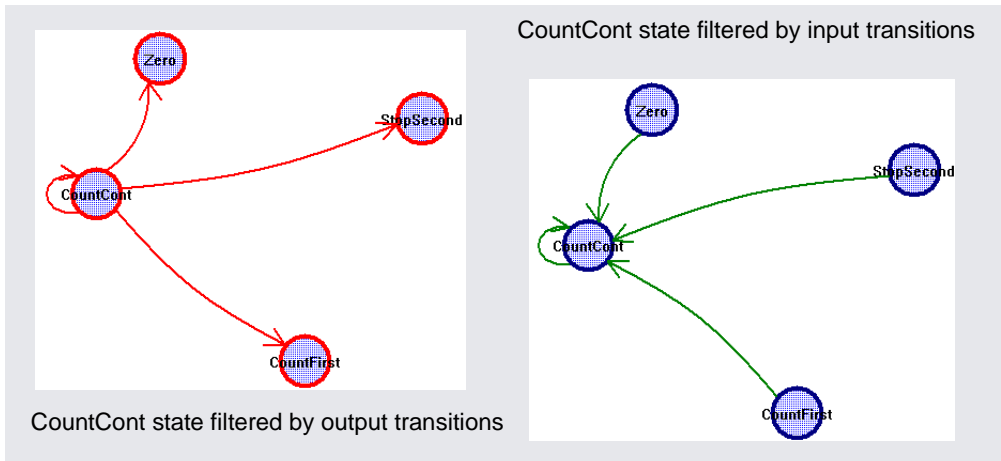 CountCont state filtered by input transitions
Zero
StopSecond
CountCont
CountFirst
CountCont state filtered by output transitions
Zero
StopSecond
CountCont
CountFirst